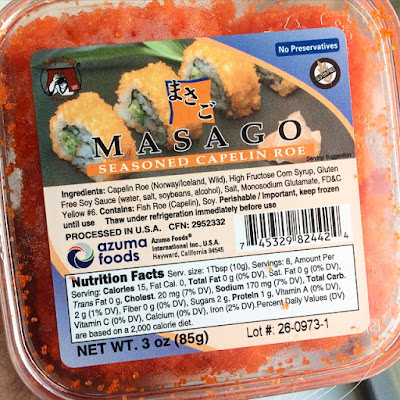 No Preservatives
まさご
MASAGO
SEASONED CAPELIN ROE
Serving Suggestion
Ingredients: Capelin Roe (Norway/Iceland, Wild), High Fructose Corn Syrup, Gluten
Free Soy Sauce (water, salt, soybeans, alcohol), Salt, Monosodium Glutamate, FD&C
Yellow #6. Contains: Fish Roe (Capelin), Soy. Perishable / important, keep frozen
until use Thaw under refrigeration immediately before use
PROCESSED IN U.S.A. CFN: 2952332
azuma
foods
Azuma Foods®
International Inc., U.S.A.
Hayward, California 94545
7 45329 82442 4
Nutrition Facts Serv. size: 1Tbsp (10g), Servings: 8, Amount Per
Serving: Calories 15, Fat Cal. 0, Total Fat 0 g (0% DV), Sat. Fat 0 g (0% DV),
Trans Fat 0 g, Cholest. 20 mg (7% DV), Sodium 170 mg (7% DV), Total Carb.
2 g (1% DV), Fiber 0 g (0% DV), Sugars 2 g, Protein 1 g, Vitamin A (0% DV),
Vitamin C (0% DV), Calcium (0% DV), Iron (2% DV) Percent Daily Values (DV)
are based on a 2,000 calorie diet.
NET WT. 3 oz (85g)
Lot #: 26-0973-1